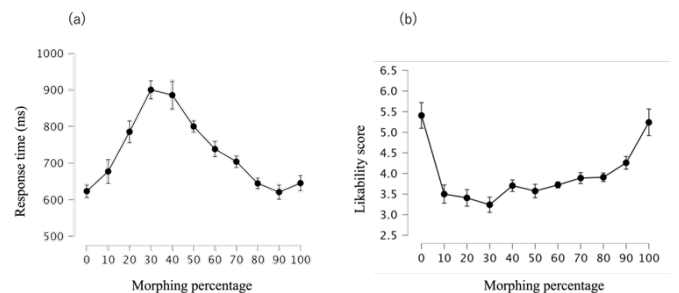 (a)
1000
900
800
700
600
500
Response time (ms)
0 10 20 30 40 50 60 70 80 90 100
Morphing percentage
(b)
6.5
6.0
5.5
5.0
4.5
4.0
3.5
3.0
2.5
Likability score
0 10 20 30 40 50 60 70 80 90 100
Morphing percentage